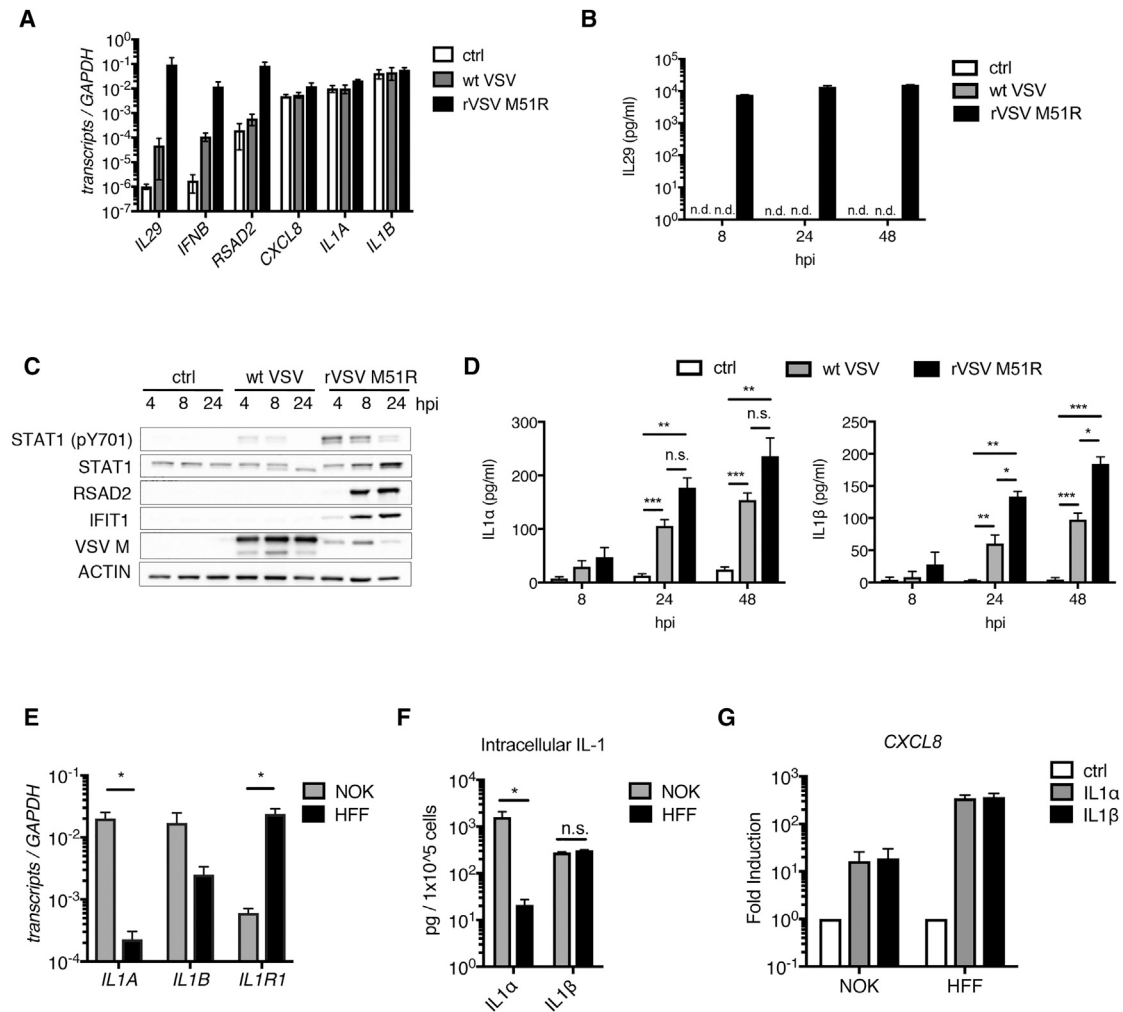 A
transcripts / GAPDH
10^0
10^-1
10^-2
10^-3
10^-4
10^-5
10^-6
10^-7
IL29
IFNB
RSAD2
CXCL8
IL1A
IL1B
ctrl
wt VSV
rVSV M51R
B
IL29 (pg/ml)
10^5
10^4
10^3
10^2
10^1
10^0
n.d. n.d.
n.d. n.d.
n.d. n.d.
8 24 48
hpi
ctrl
wt VSV
rVSV M51R
C
ctrl wt VSV rVSV M51R
4 8 24 4 8 24 4 8 24 hpi
STAT1 (pY701)
STAT1
RSAD2
IFIT1
VSV M
ACTIN
D
ctrl wt VSV rVSV M51R
IL1α (pg/ml)
300
200
100
0
** 
n.s.
***
**
n.s.
***
8 24 48
hpi
IL1β (pg/ml)
250
200
150
100
50
0
**
*
**
***
*
***
8 24 48
hpi
E
transcripts / GAPDH
10^-1
10^-2
10^-3
10^-4
* *
IL1A IL1B IL1R1
NOK
HFF
F
Intracellular IL-1
pg / 1x10^5 cells
10^4
10^3
10^2
10^1
10^0
*
n.s.
IL1α
IL1β
NOK
HFF
G
CXCL8
Fold Induction
10^3
10^2
10^1
10^0
10^-1
NOK HFF
ctrl
IL1α
IL1β